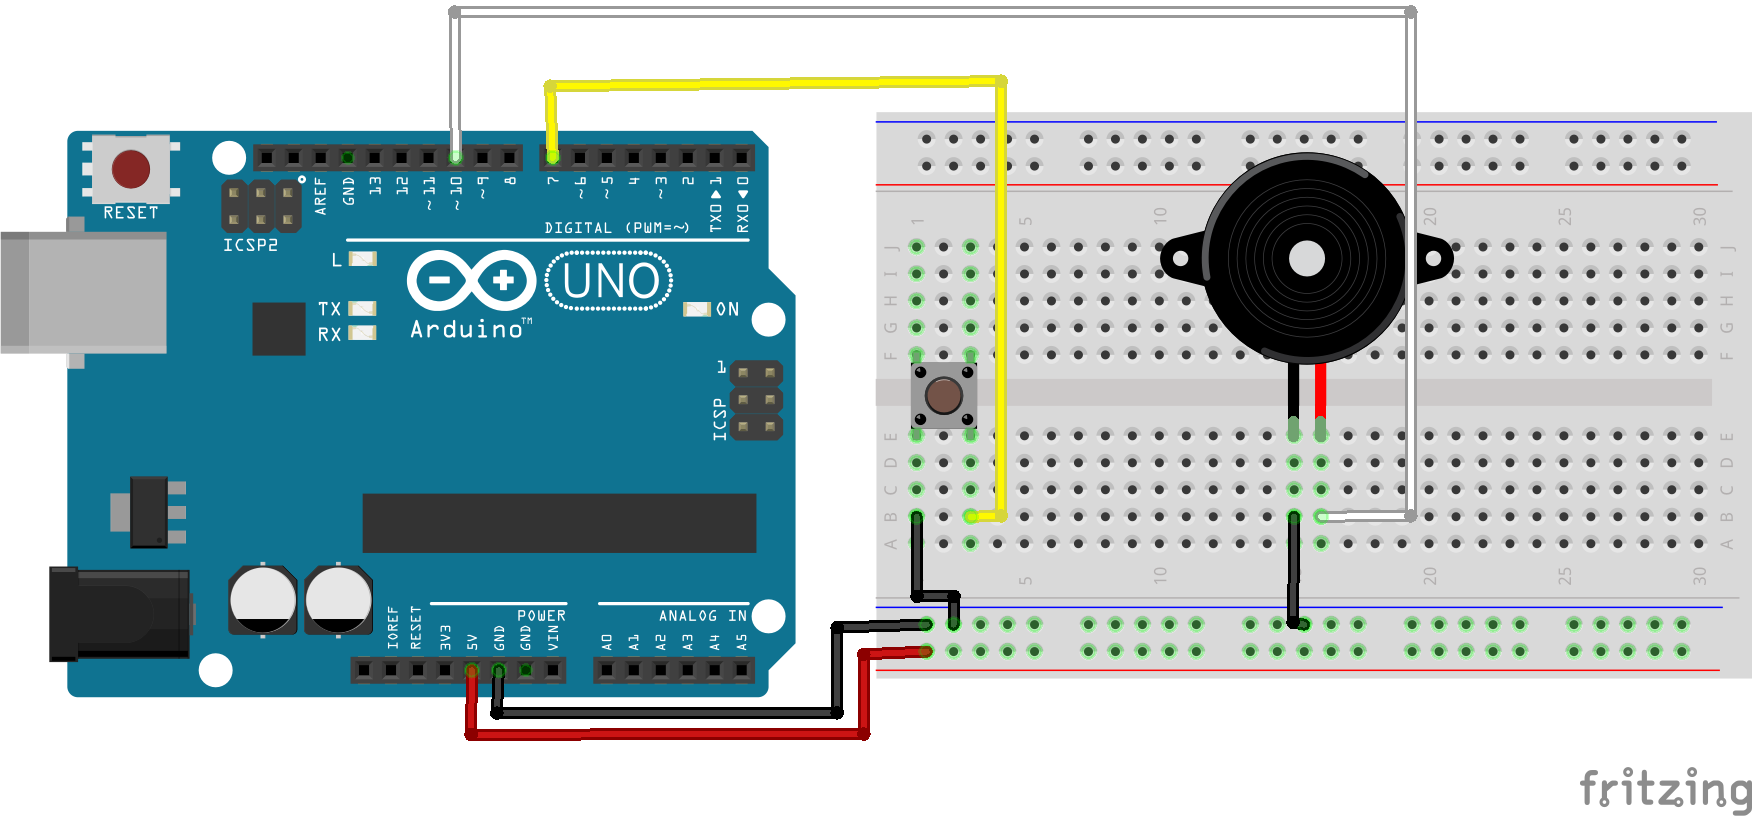 RESET
ICSP2
AREF
GND
13
12
~11
~10
~9
8
7
~6
~5
4
~3
2
TX0▶1
RX0◀0
DIGITAL (PWM=~)
L
TX
RX
UNO
ON
Arduino™
1
ICSP
IOREF
RESET
3V3
5V
GND
GND
VIN
POWER
ANALOG IN
A0
A1
A2
A3
A4
A5
1
5
10
20
25
30
J
I
H
G
F
E
D
C
B
A
J
I
H
G
F
E
D
C
B
A
5
10
20
25
30
fritzing